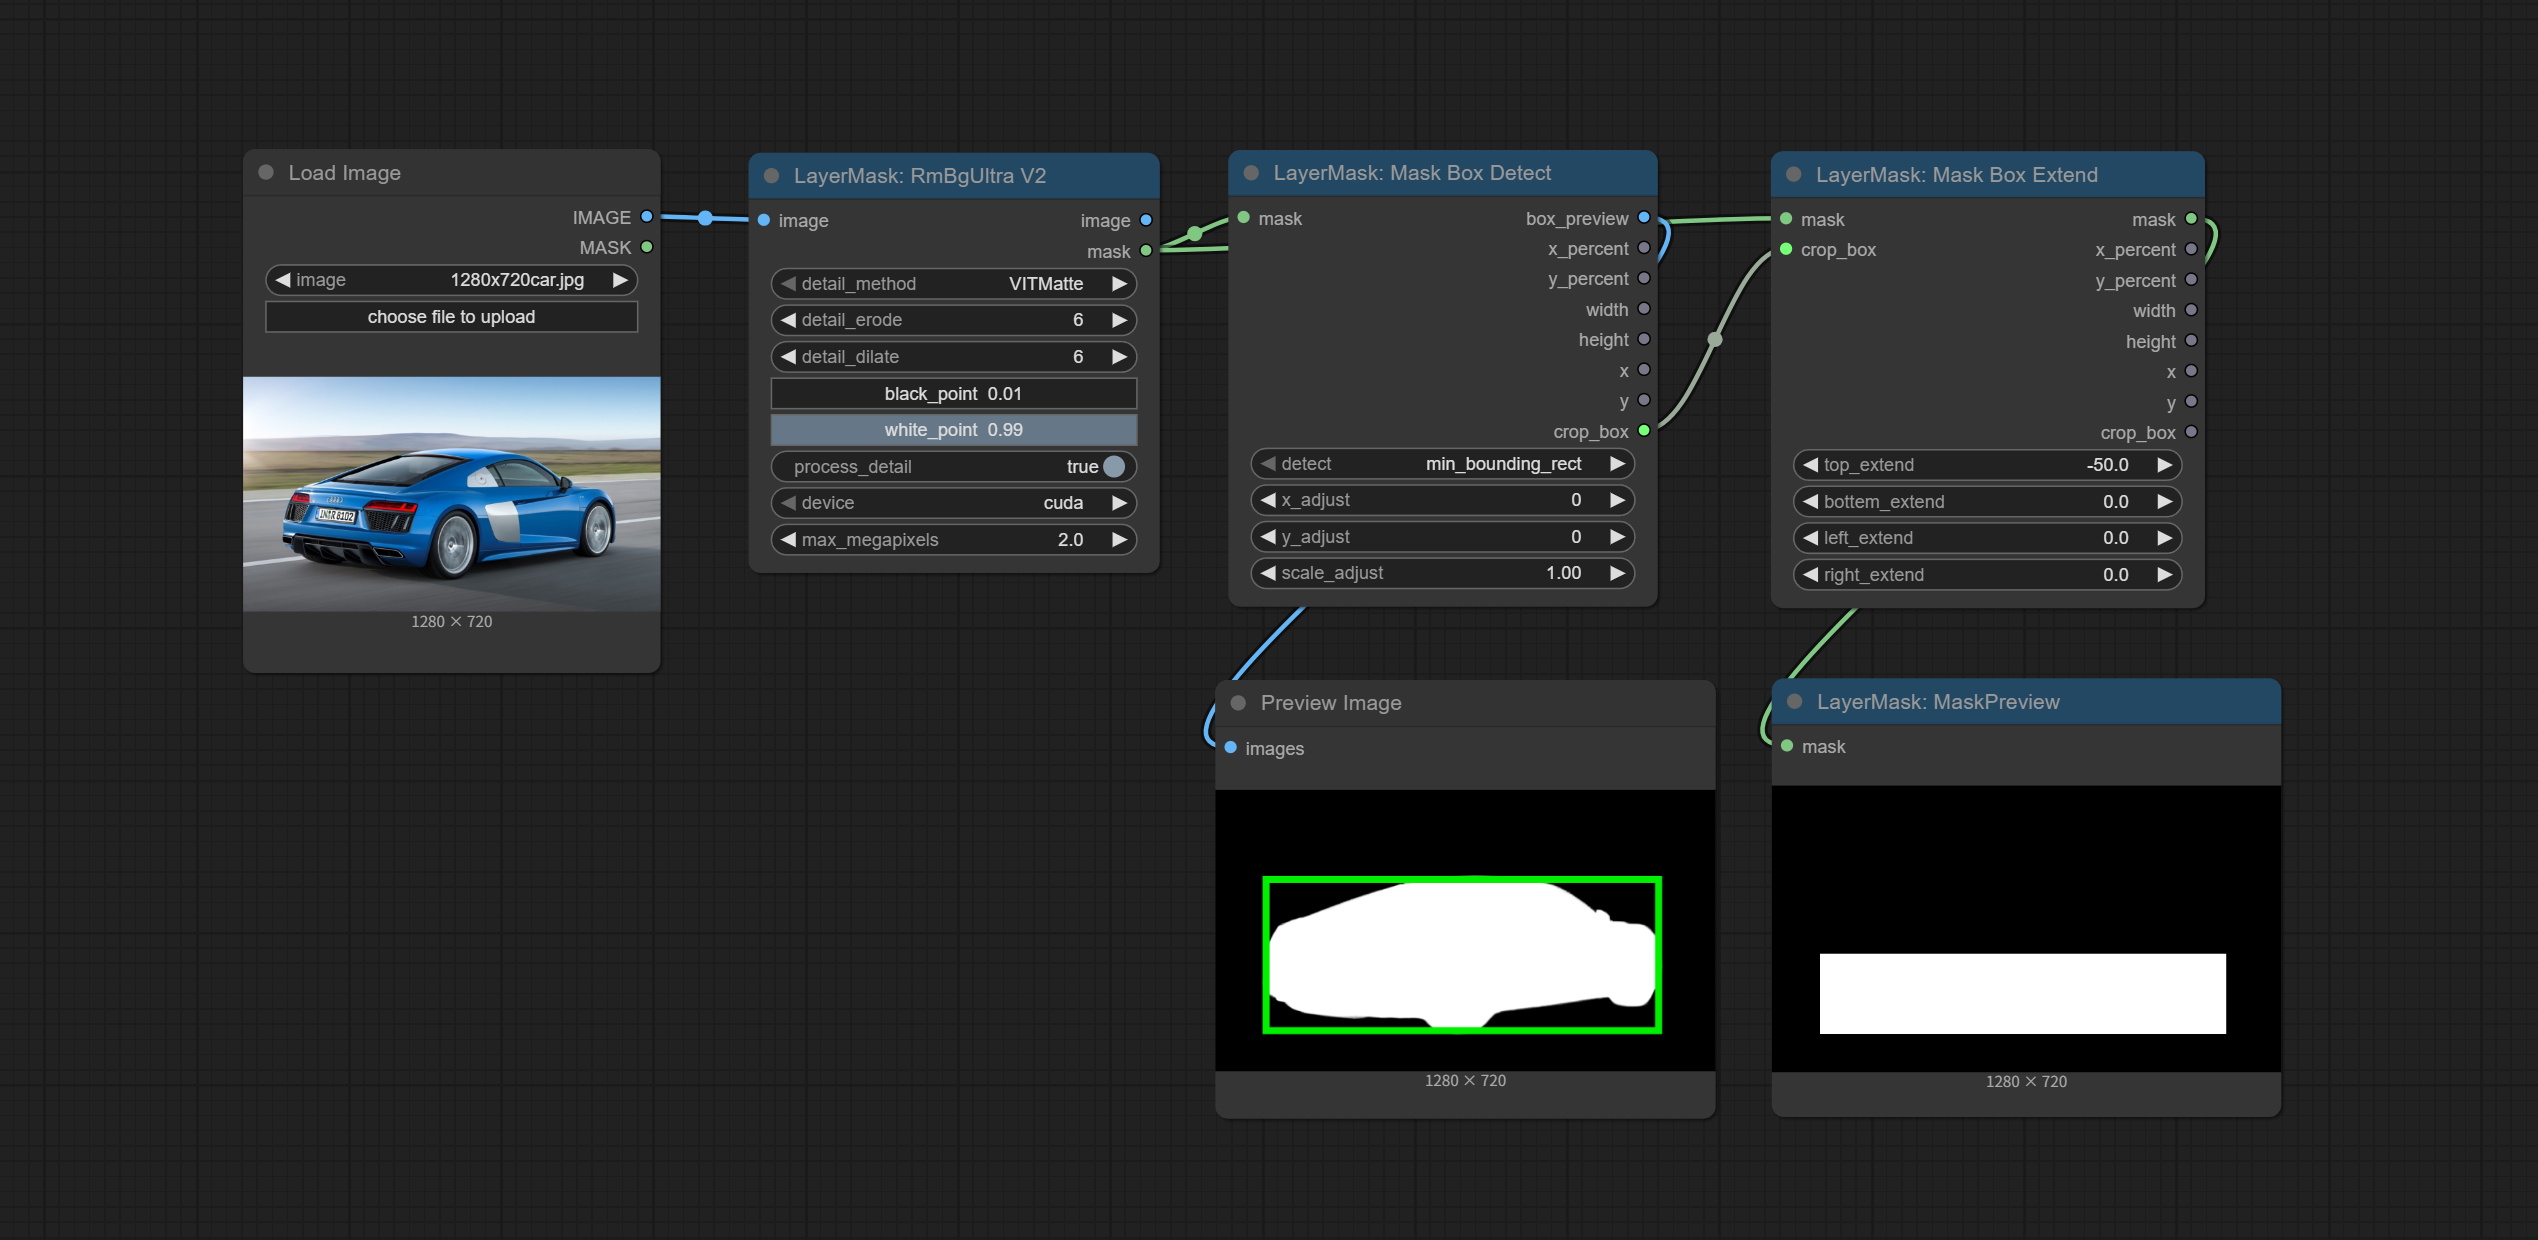 Load Image
IMAGE
MASK
image 1280x720car.jpg
choose file to upload
IN·R 8102
1280 × 720
LayerMask: RmBgUltra V2
image image
mask
detail_method VITMatte
detail_erode 6
detail_dilate 6
black_point 0.01
white_point 0.99
process_detail true
device cuda
max_megapixels 2.0
LayerMask: Mask Box Detect
mask box_preview
x_percent
y_percent
width
height
x
y
crop_box
detect min_bounding_rect
x_adjust 0
y_adjust 0
scale_adjust 1.00
LayerMask: Mask Box Extend
mask mask
crop_box x_percent
y_percent
width
height
x
y
crop_box
top_extend -50.0
bottem_extend 0.0
left_extend 0.0
right_extend 0.0
Preview Image
images
1280 × 720
LayerMask: MaskPreview
mask
1280 × 720